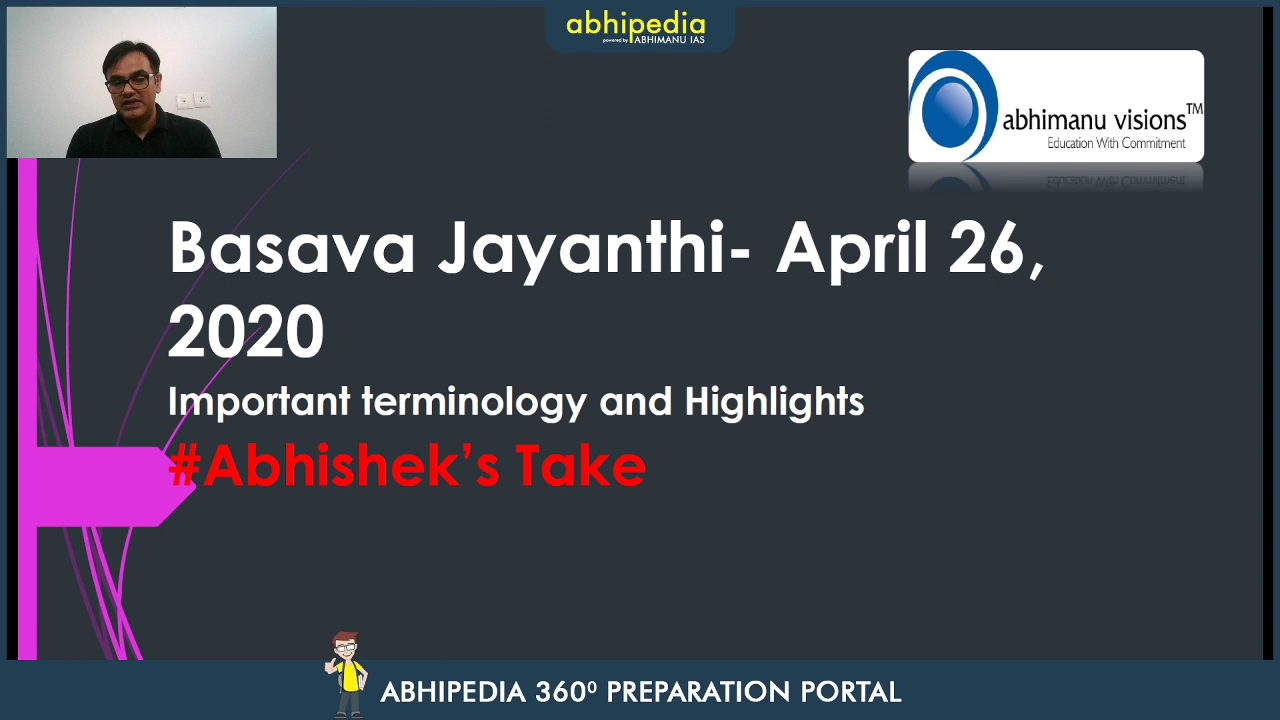 abhipedia
powered by ABHIMANU IAS
abhimanu visions™
Education With Commitment
Basava Jayanthi- April 26,
2020
Important terminology and Highlights
#Abhishek’s Take
ABHIPEDIA 360⁰ PREPARATION PORTAL